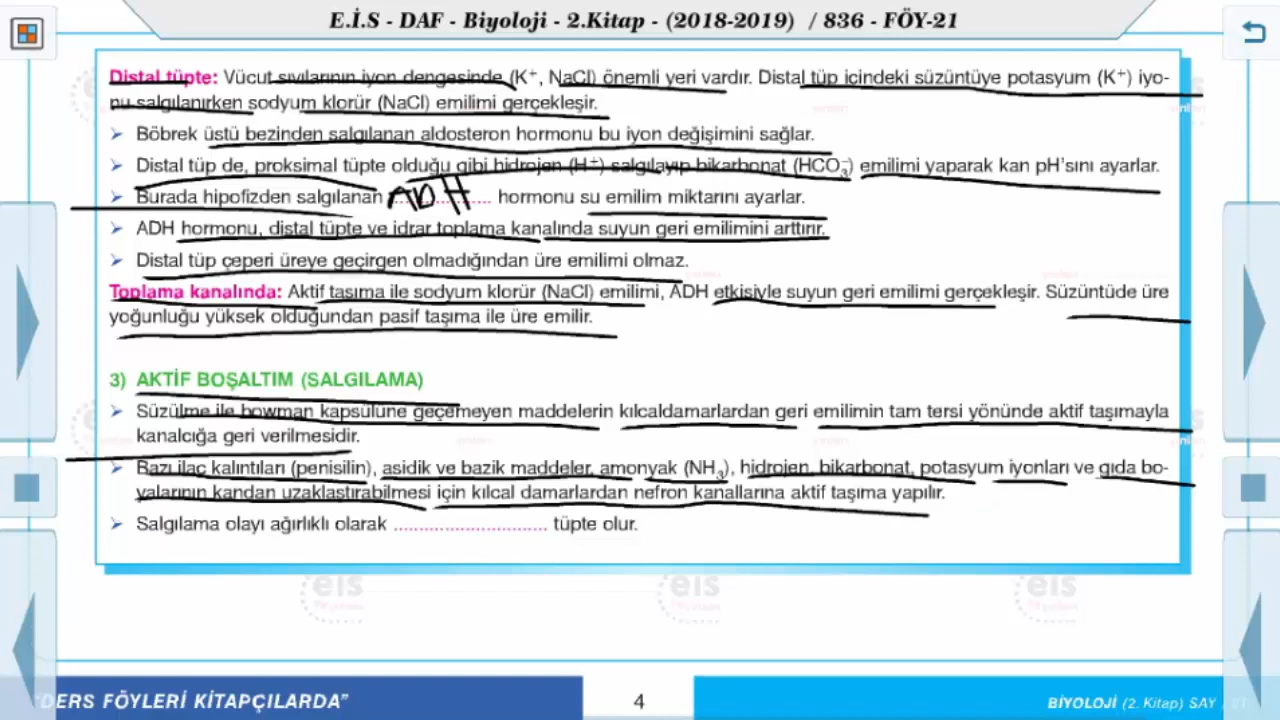 E.İ.S - DAF - Biyoloji - 2.Kitap - (2018-2019) / 836 - FÖY-21
Distal tüpte: Vücut sıvılarının iyon dengesinde (K⁺, NaCl) önemli yeri vardır. Distal tüp içindeki süzüntüye potasyum (K⁺) iyo-
nu salgılanırken sodyum klorür (NaCl) emilimi gerçekleşir.
➢ Böbrek üstü bezinden salgılanan aldosteron hormonu bu iyon değişimini sağlar.
➢ Distal tüp de, proksimal tüpte olduğu gibi hidrojen (H⁺) salgılayıp bikarbonat (HCO₃⁻) emilimi yaparak kan pH'sını ayarlar.
➢ Burada hipofizden salgılanan ADH hormonu su emilim miktarını ayarlar.
➢ ADH hormonu, distal tüpte ve idrar toplama kanalında suyun geri emilimini arttırır.
➢ Distal tüp çeperi üreye geçirgen olmadığından üre emilimi olmaz.
Toplama kanalında: Aktif taşıma ile sodyum klorür (NaCl) emilimi, ADH etkisiyle suyun geri emilimi gerçekleşir. Süzüntüde üre
yoğunluğu yüksek olduğundan pasif taşıma ile üre emilir.
3) AKTİF BOŞALTIM (SALGILAMA)
➢ Süzülme ile bowman kapsülüne geçemeyen maddelerin kılcaldamarlardan geri emilimin tam tersi yönünde aktif taşımayla
kanalcığa geri verilmesidir.
➢ Bazı ilaç kalıntıları (penisilin), asidik ve bazik maddeler, amonyak (NH₃), hidrojen, bikarbonat, potasyum iyonları ve gıda bo-
yalarının kandan uzaklaştırabilmesi için kılcal damarlardan nefron kanallarına aktif taşıma yapılır.
➢ Salgılama olayı ağırlıklı olarak .............................. tüpte olur.
eis eis eis
"DERS FÖYLERİ KİTAPÇILARDA" 4 BİYOLOJİ (2. Kitap) SAY